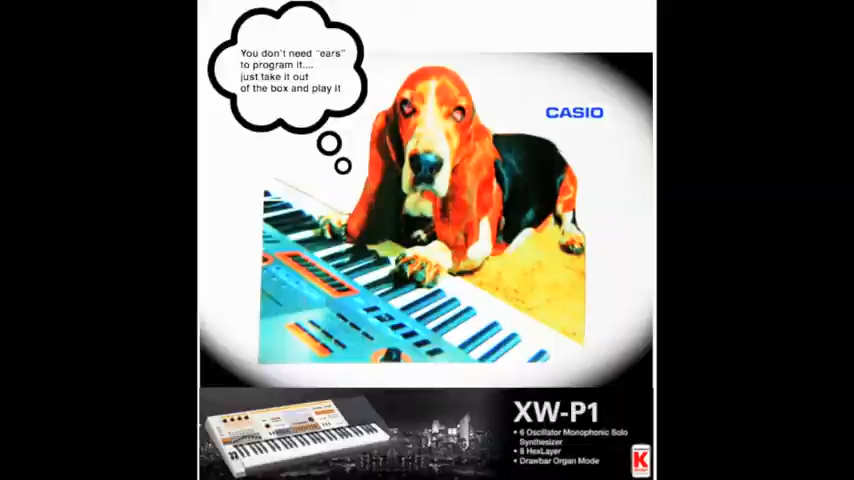 You don't need "ears"
to program it....
just take it out
of the box and play it
CASIO
XW-P1
• 6 Oscillator Monophonic Solo
Synthesizer
• 8 HexLayer
• Drawbar Organ Mode
K